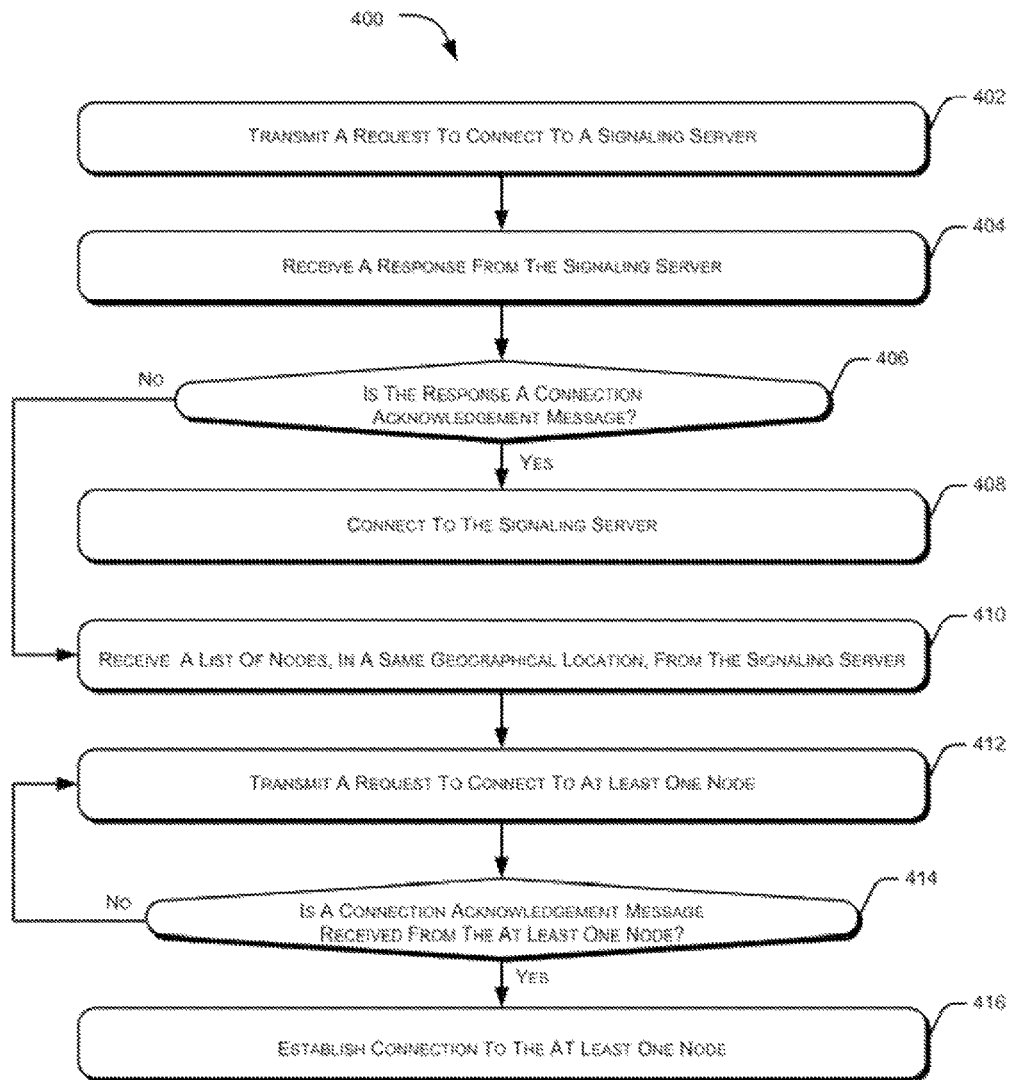 400
402
TRANSMIT A REQUEST TO CONNECT TO A SIGNALING SERVER
404
RECEIVE A RESPONSE FROM THE SIGNALING SERVER
406
NO
IS THE RESPONSE A CONNECTION
ACKNOWLEDGEMENT MESSAGE?
YES
408
CONNECT TO THE SIGNALING SERVER
410
RECEIVE A LIST OF NODES, IN A SAME GEOGRAPHICAL LOCATION, FROM THE SIGNALING SERVER
412
TRANSMIT A REQUEST TO CONNECT TO AT LEAST ONE NODE
414
NO
IS A CONNECTION ACKNOWLEDGEMENT MESSAGE
RECEIVED FROM THE AT LEAST ONE NODE?
YES
416
ESTABLISH CONNECTION TO THE AT LEAST ONE NODE